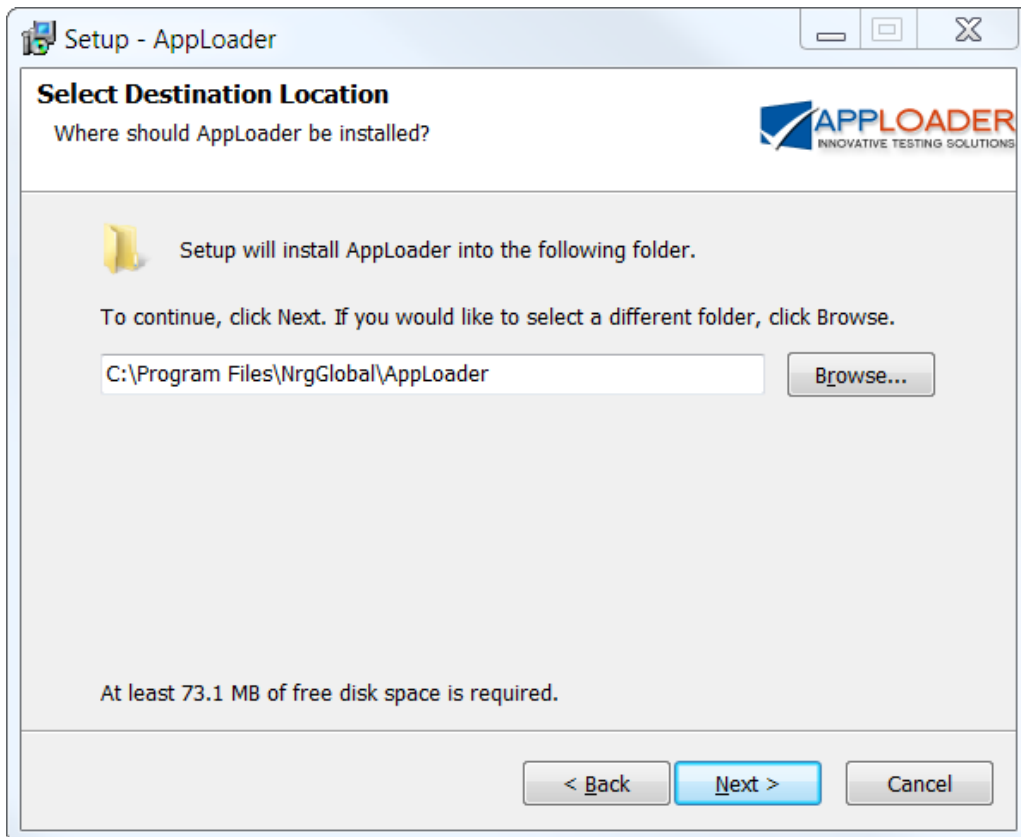 Setup - AppLoader
Select Destination Location
Where should AppLoader be installed?
APPLOADER
INNOVATIVE TESTING SOLUTIONS
Setup will install AppLoader into the following folder.
To continue, click Next. If you would like to select a different folder, click Browse.
C:\Program Files\NrgGlobal\AppLoader
Browse...
At least 73.1 MB of free disk space is required.
< Back
Next >
Cancel